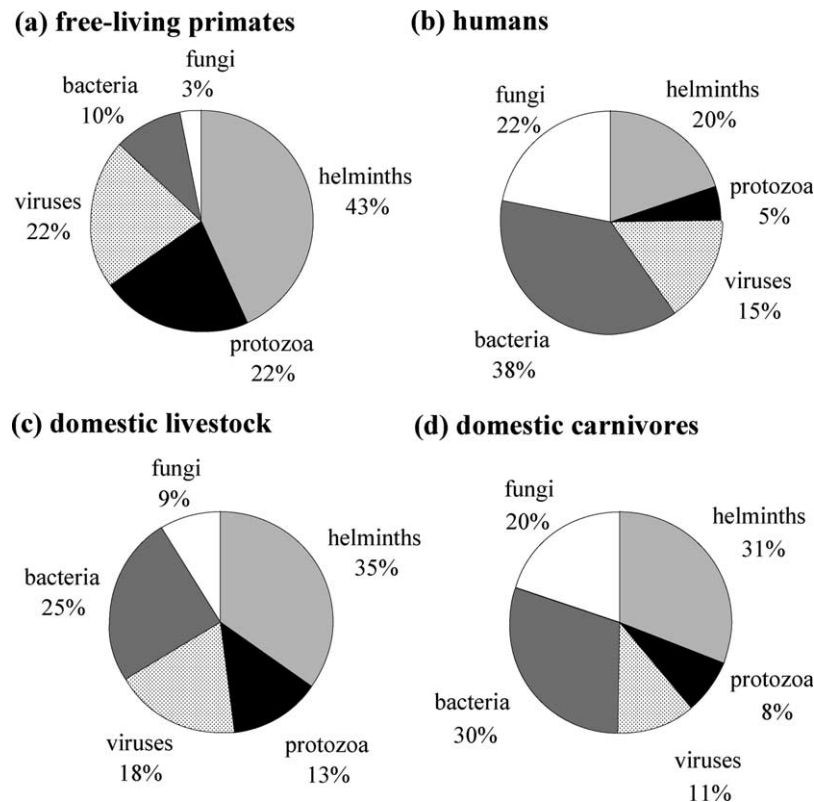 (a) free-living primates
fungi
3%
bacteria
10%
viruses
22%
helminths
43%
protozoa
22%
(b) humans
fungi
22%
helminths
20%
protozoa
5%
viruses
15%
bacteria
38%
(c) domestic livestock
fungi
9%
helminths
35%
bacteria
25%
viruses
18%
protozoa
13%
(d) domestic carnivores
fungi
20%
helminths
31%
protozoa
8%
bacteria
30%
viruses
11%